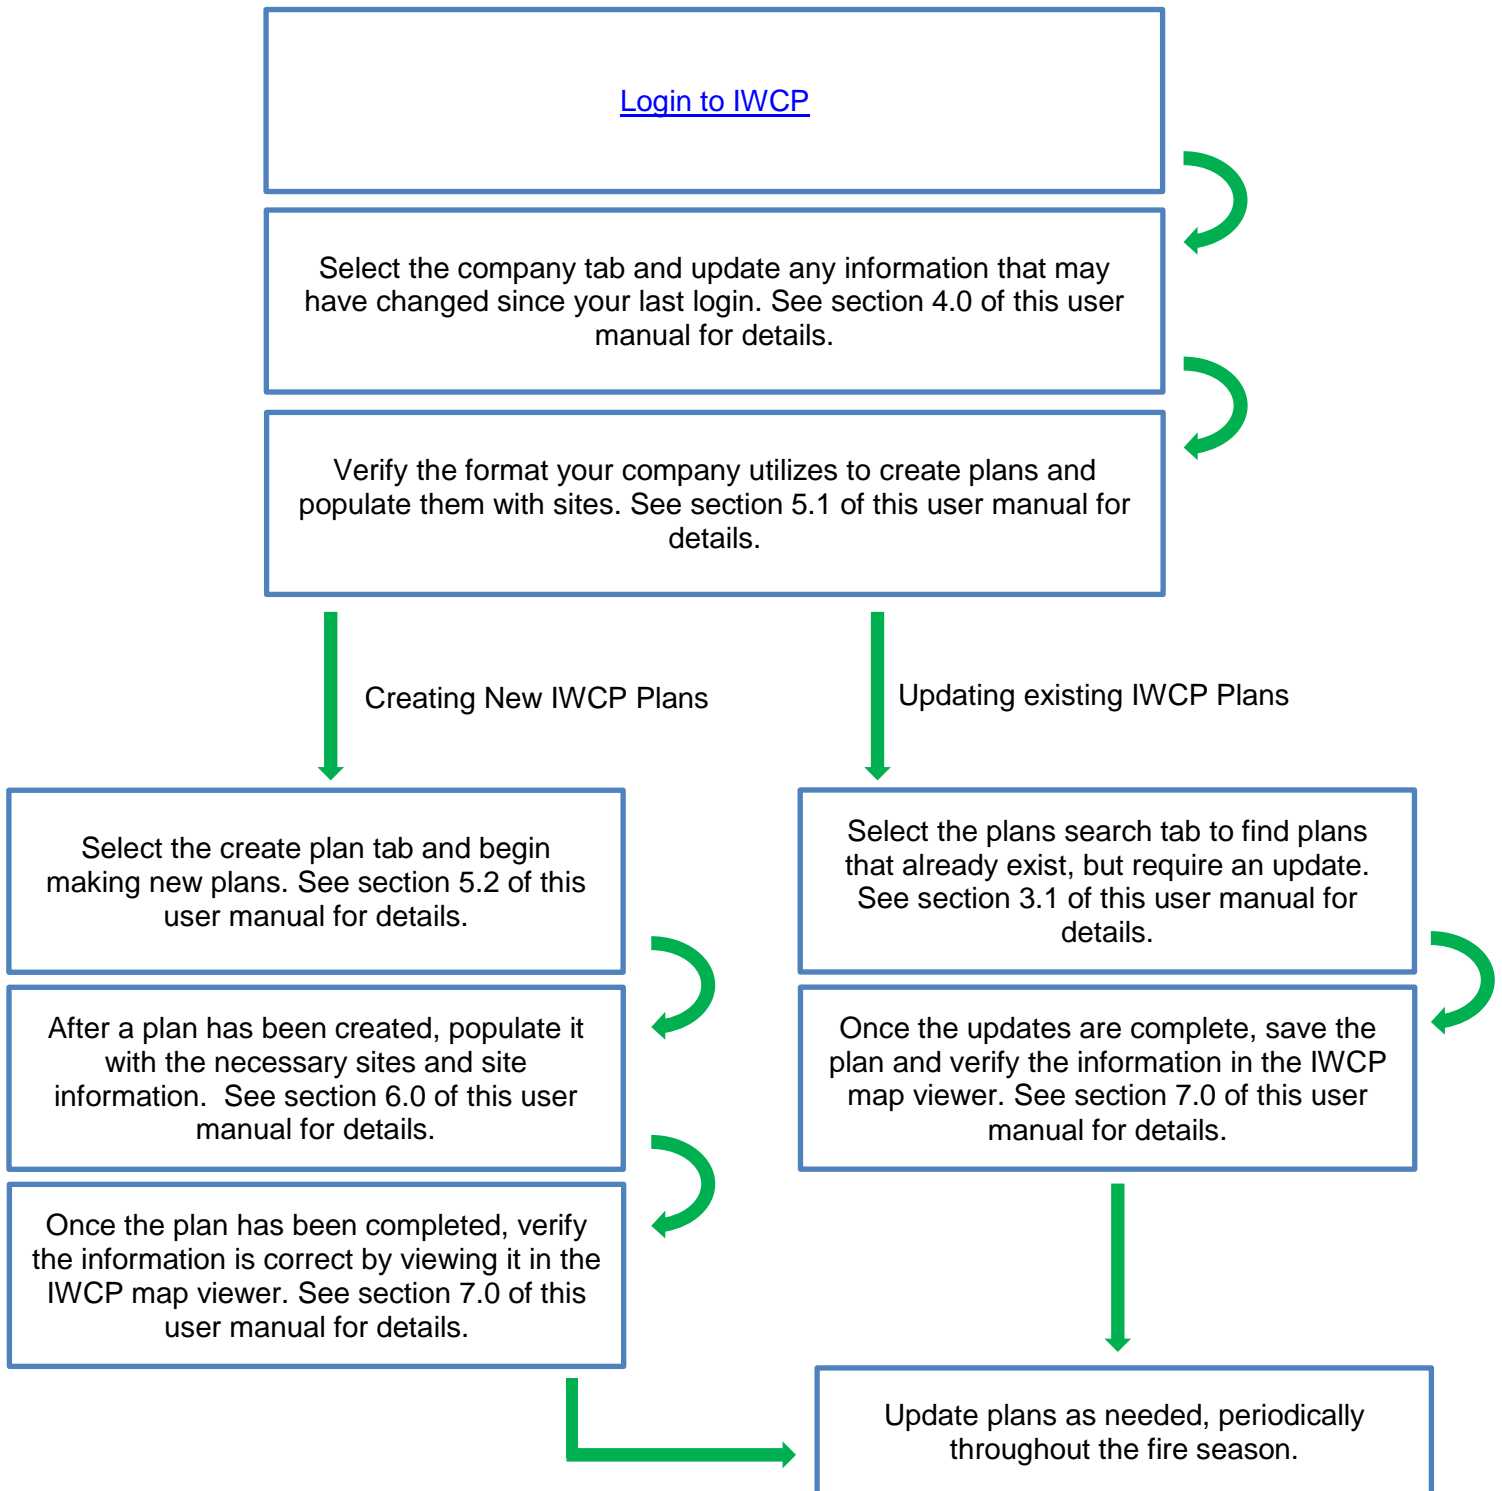 Login to IWCP
Select the company tab and update any information that may
have changed since your last login. See section 4.0 of this user
manual for details.
Verify the format your company utilizes to create plans and
populate them with sites. See section 5.1 of this user manual for
details.
Creating New IWCP Plans
Updating existing IWCP Plans
Select the create plan tab and begin
making new plans. See section 5.2 of this
user manual for details.
After a plan has been created, populate it
with the necessary sites and site
information.  See section 6.0 of this user
manual for details.
Once the plan has been completed, verify
the information is correct by viewing it in the
IWCP map viewer. See section 7.0 of this
user manual for details.
Select the plans search tab to find plans
that already exist, but require an update.
See section 3.1 of this user manual for
details.
Once the updates are complete, save the
plan and verify the information in the IWCP
map viewer. See section 7.0 of this user
manual for details.
Update plans as needed, periodically
throughout the fire season.